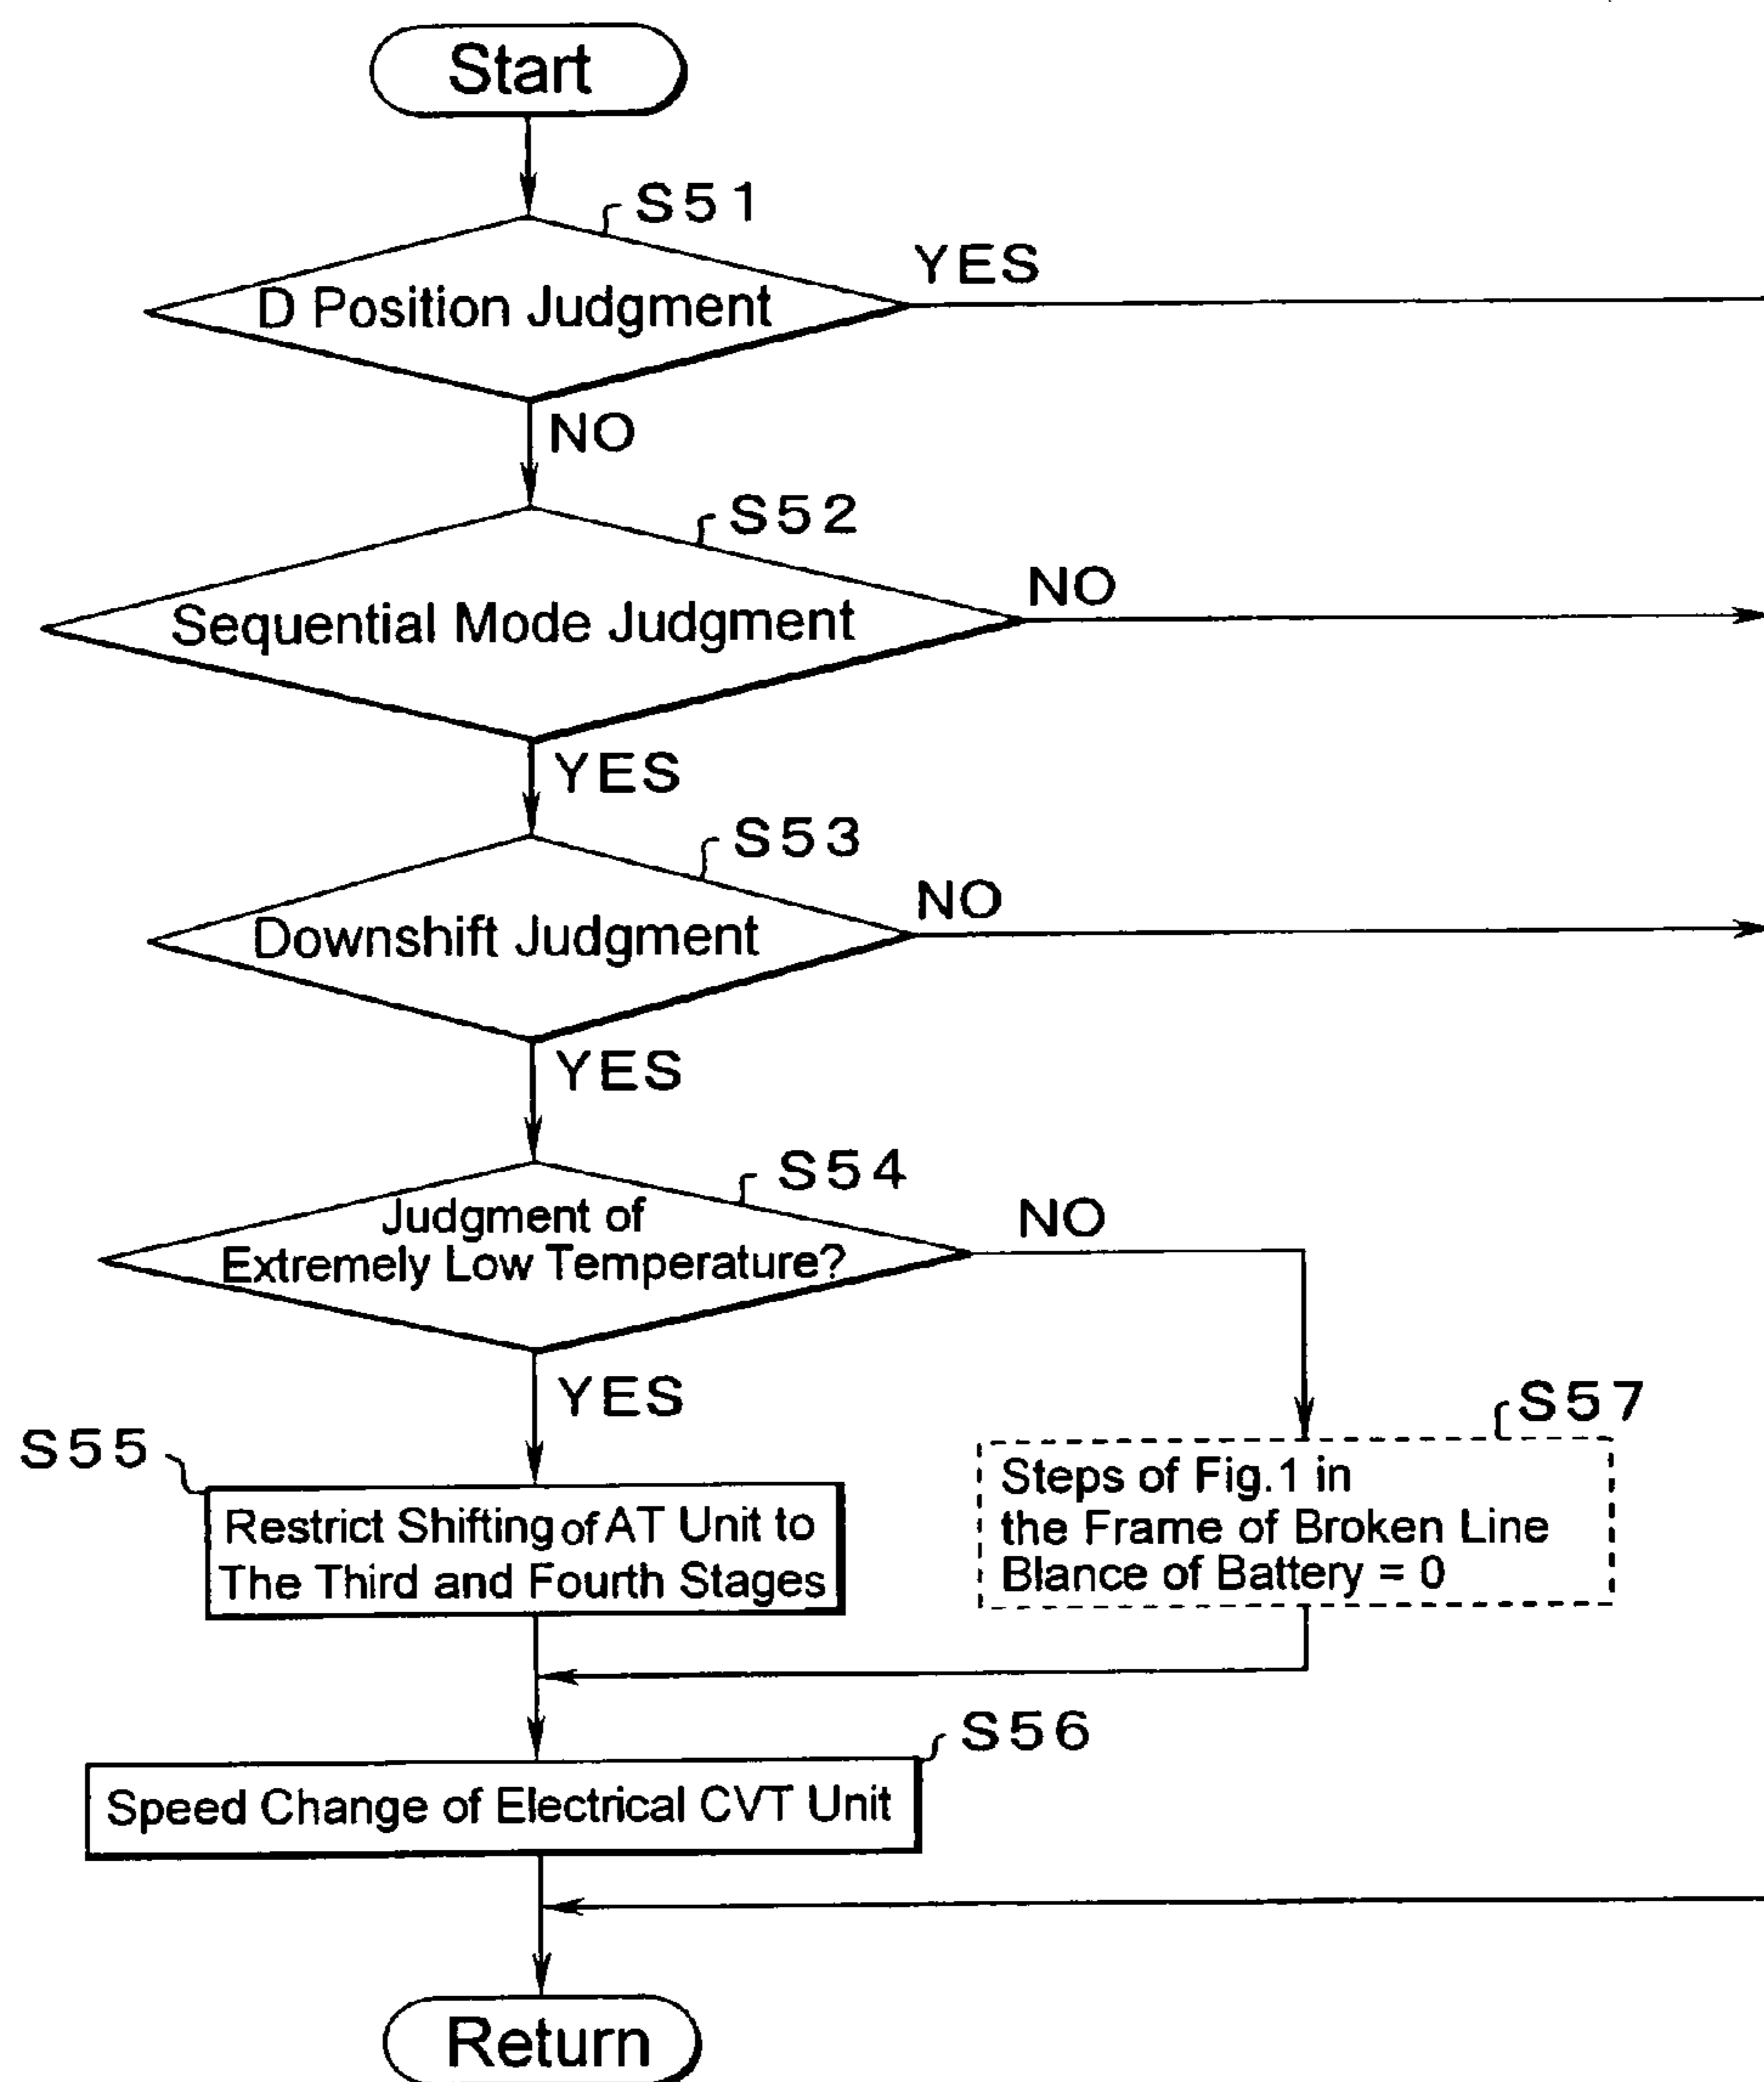 Start
S51
D Position Judgment
YES
NO
S52
Sequential Mode Judgment
NO
YES
S53
Downshift Judgment
NO
YES
S54
Judgment of
Extremely Low Temperature?
NO
YES
S55
Restrict Shifting of AT Unit to
The Third and Fourth Stages
S57
Steps of Fig.1 in
the Frame of Broken Line
Blance of Battery = 0
S56
Speed Change of Electrical CVT Unit
Return